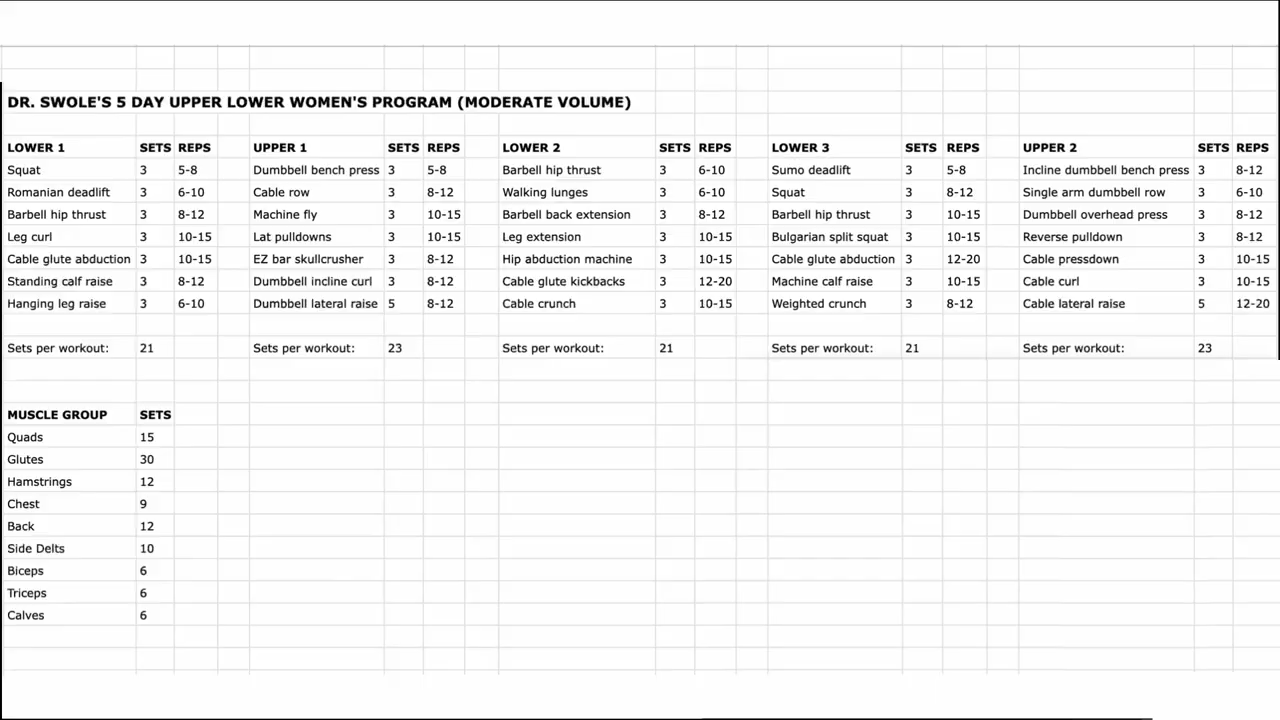 DR. SWOLE'S 5 DAY UPPER LOWER WOMEN'S PROGRAM (MODERATE VOLUME)
LOWER 1 SETS REPS UPPER 1 SETS REPS LOWER 2 SETS REPS LOWER 3 SETS REPS UPPER 2 SETS REPS
Squat 3 5-8 Dumbbell bench press 3 5-8 Barbell hip thrust 3 6-10 Sumo deadlift 3 5-8 Incline dumbbell bench press 3 8-12
Romanian deadlift 3 6-10 Cable row 3 8-12 Walking lunges 3 6-10 Squat 3 8-12 Single arm dumbbell row 3 6-10
Barbell hip thrust 3 8-12 Machine fly 3 10-15 Barbell back extension 3 8-12 Barbell hip thrust 3 10-15 Dumbbell overhead press 3 8-12
Leg curl 3 10-15 Lat pulldowns 3 10-15 Leg extension 3 10-15 Bulgarian split squat 3 10-15 Reverse pulldown 3 8-12
Cable glute abduction 3 10-15 EZ bar skullcrusher 3 8-12 Hip abduction machine 3 10-15 Cable glute abduction 3 12-20 Cable pressdown 3 10-15
Standing calf raise 3 8-12 Dumbbell incline curl 3 8-12 Cable glute kickbacks 3 12-20 Machine calf raise 3 10-15 Cable curl 3 10-15
Hanging leg raise 3 6-10 Dumbbell lateral raise 5 8-12 Cable crunch 3 10-15 Weighted crunch 3 8-12 Cable lateral raise 5 12-20
Sets per workout: 21 Sets per workout: 23 Sets per workout: 21 Sets per workout: 21 Sets per workout: 23
MUSCLE GROUP SETS
Quads 15
Glutes 30
Hamstrings 12
Chest 9
Back 12
Side Delts 10
Biceps 6
Triceps 6
Calves 6